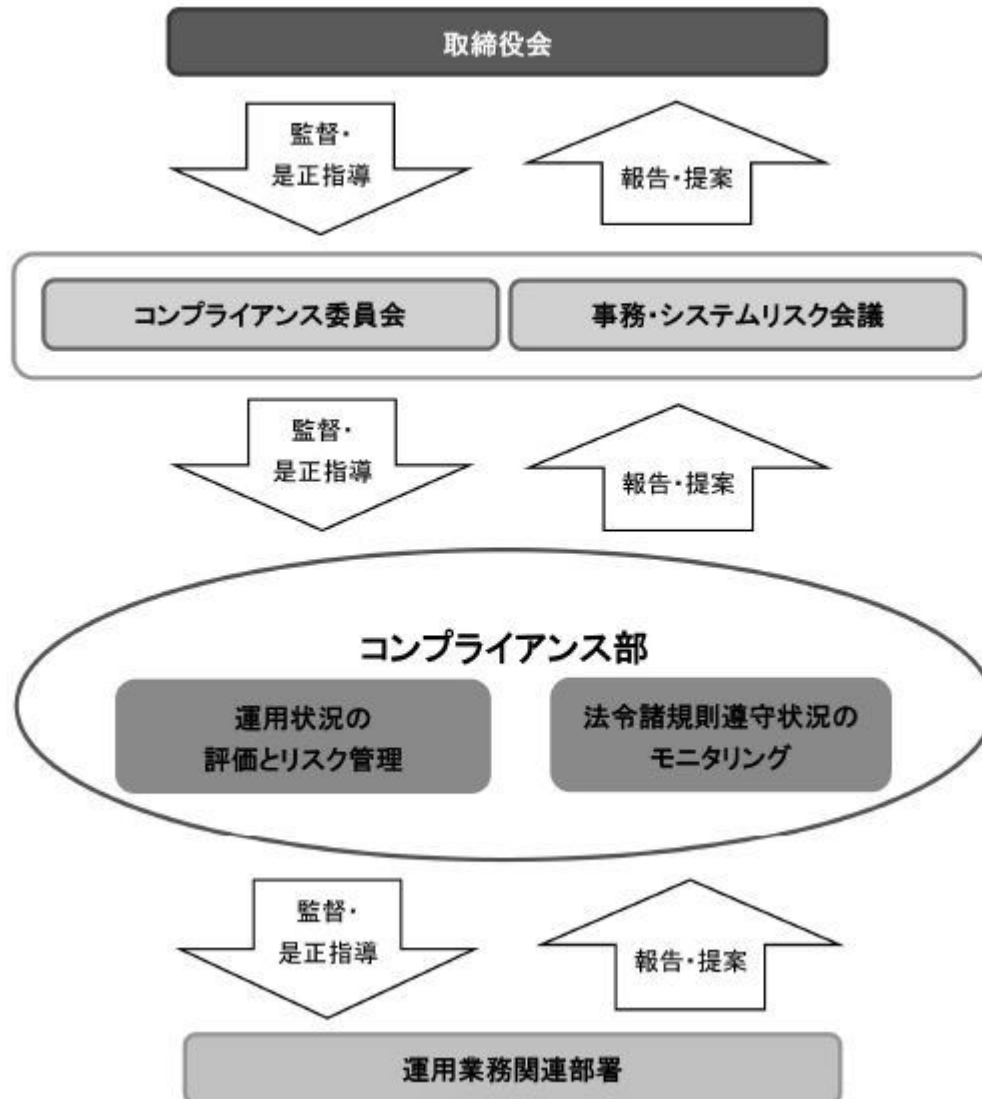 取締役会
監督・
是正指導
報告・提案
コンプライアンス委員会
事務・システムリスク会議
監督・
是正指導
報告・提案
コンプライアンス部
運用状況の
評価とリスク管理
法令諸規則遵守状況の
モニタリング
監督・
是正指導
報告・提案
運用業務関連部署